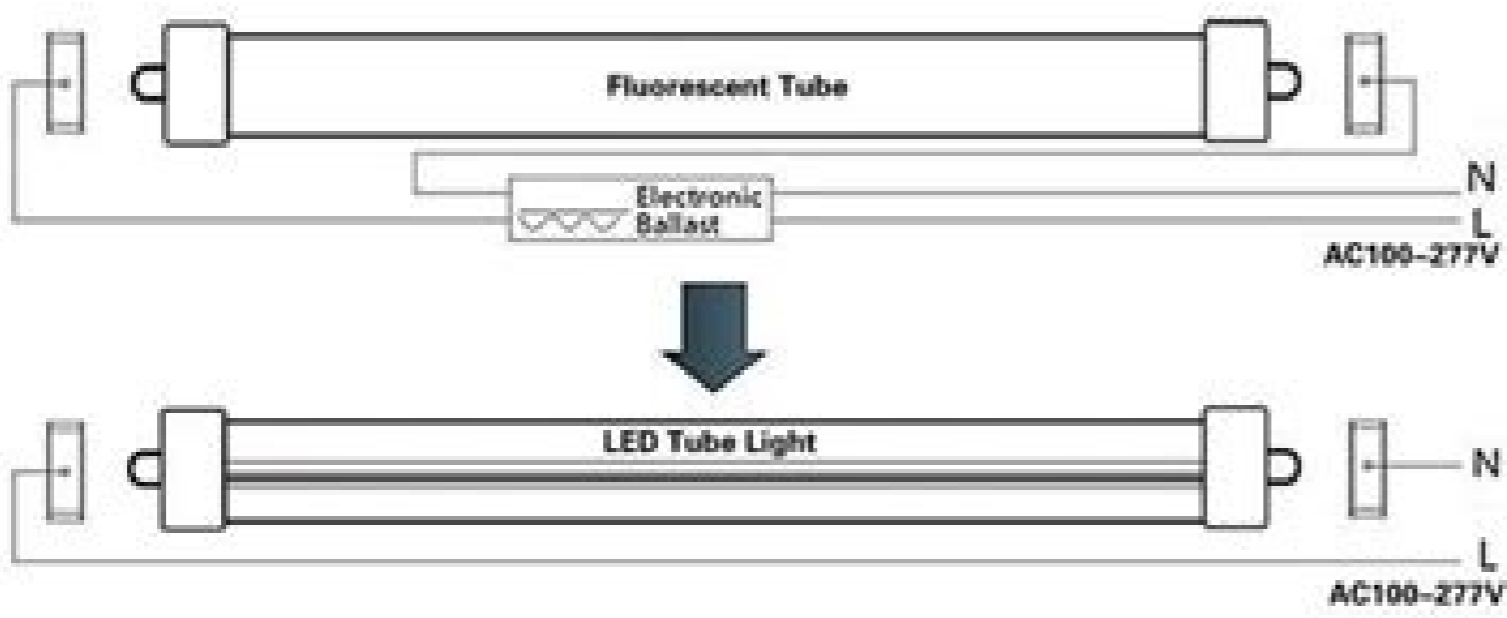 Fluorescent Tube
N
Electronic
Ballast
L
AC100-277V
LED Tube Light
N
L
AC100-277V